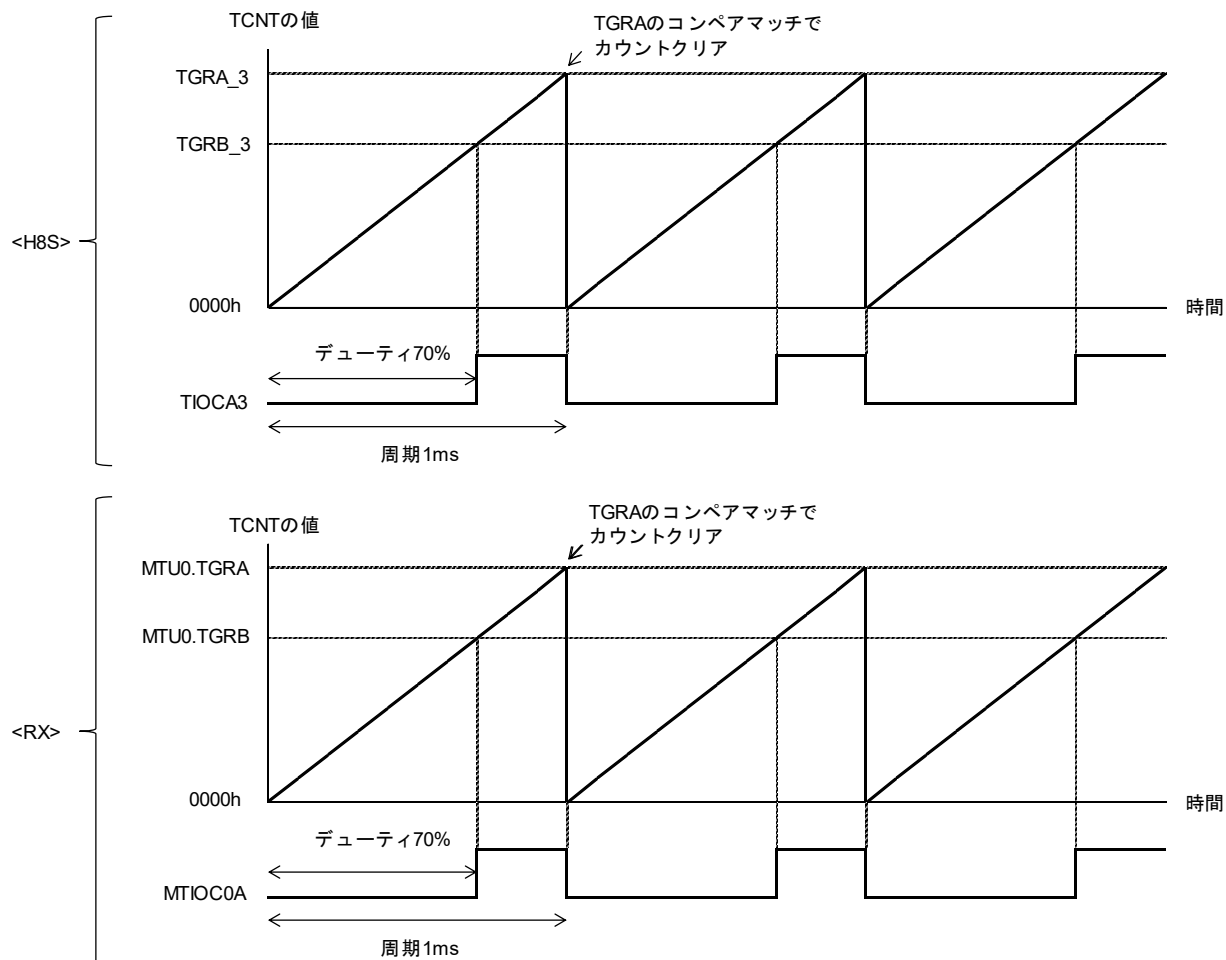 TCNTの値
TGRAのコンペアマッチで
カウントクリア
TGRA_3
TGRB_3
<H8S>
0000h
時間
デューティ70%
TIOCA3
周期1ms
TCNTの値
TGRAのコンペアマッチで
カウントクリア
MTU0.TGRA
MTU0.TGRB
<RX>
0000h
時間
デューティ70%
MTIOC0A
周期1ms